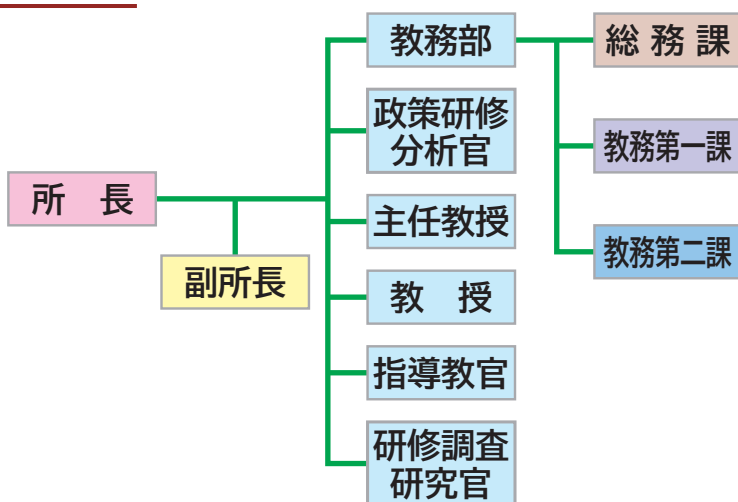 所　長
副所長
教務部
政策研修
分析官
主任教授
教　授
指導教官
研修調査
研究官
総 務 課
教務第一課
教務第二課